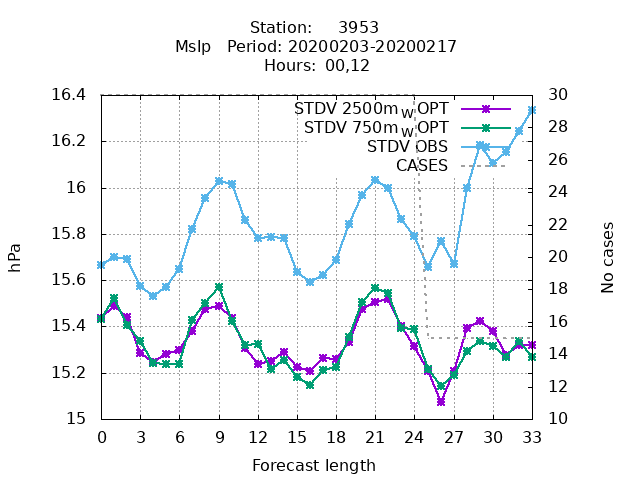 Station: 3953
Mslp Period: 20200203-20200217
Hours: 00,12
STDV 2500m_WOPT
STDV 750m_WOPT
STDV OBS
CASES
hPa
16.4
16.2
16
15.8
15.6
15.4
15.2
15
No cases
30
28
26
24
22
20
18
16
14
12
10
0 3 6 9 12 15 18 21 24 27 30 33
Forecast length